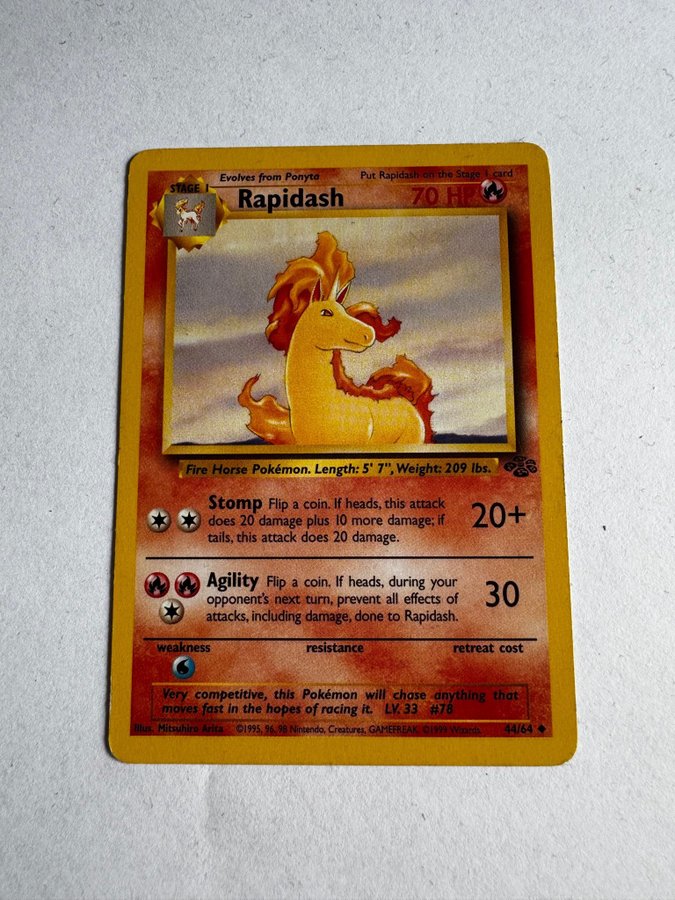 Evolves from Ponyta
Put Rapidash on the Stage 1 card
STAGE 1
Rapidash
70 HP
Fire Horse Pokémon. Length: 5' 7", Weight: 209 lbs.
Stomp Flip a coin. If heads, this attack
does 20 damage plus 10 more damage; if
tails, this attack does 20 damage.
20+
Agility Flip a coin. If heads, during your
opponent's next turn, prevent all effects of
attacks, including damage, done to Rapidash.
30
weakness
resistance
retreat cost
Very competitive, this Pokémon will chase anything that
moves fast in the hopes of racing it. LV. 33 #78
Illus. Mitsuhiro Arita ©1995, 96, 98 Nintendo, Creatures, GAMEFREAK. ©1999 Wizards. 44/64